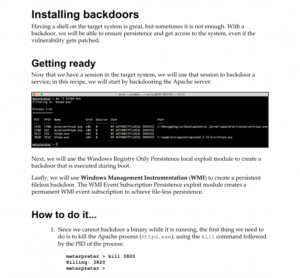 Installing backdoors
Having a shell on the target system is great, but sometimes it is not enough. With a
backdoor, we will be able to ensure persistence and get access to the system, even if the
vulnerability gets patched.
Getting ready
Now that we have a session in the target system, we will use that session to backdoor a
service; in this recipe, we will start by backdooring the Apache server:
Next, we will use the Windows Registry Only Persistence local exploit module to create a
backdoor that is executed during boot.
Lastly, we will use Windows Management Instrumentation (WMI) to create a persistent
fileless backdoor. The WMI Event Subscription Persistence exploit module creates a
permanent WMI event subscription to achieve file-less persistence.
How to do it...
1. Since we cannot backdoor a binary while it is running, the first thing we need to
do is to kill the Apache process (httpd.exe), using the kill command followed
by the PID of the process:
meterpreter > kill 3820
Killing: 3820
meterpreter >